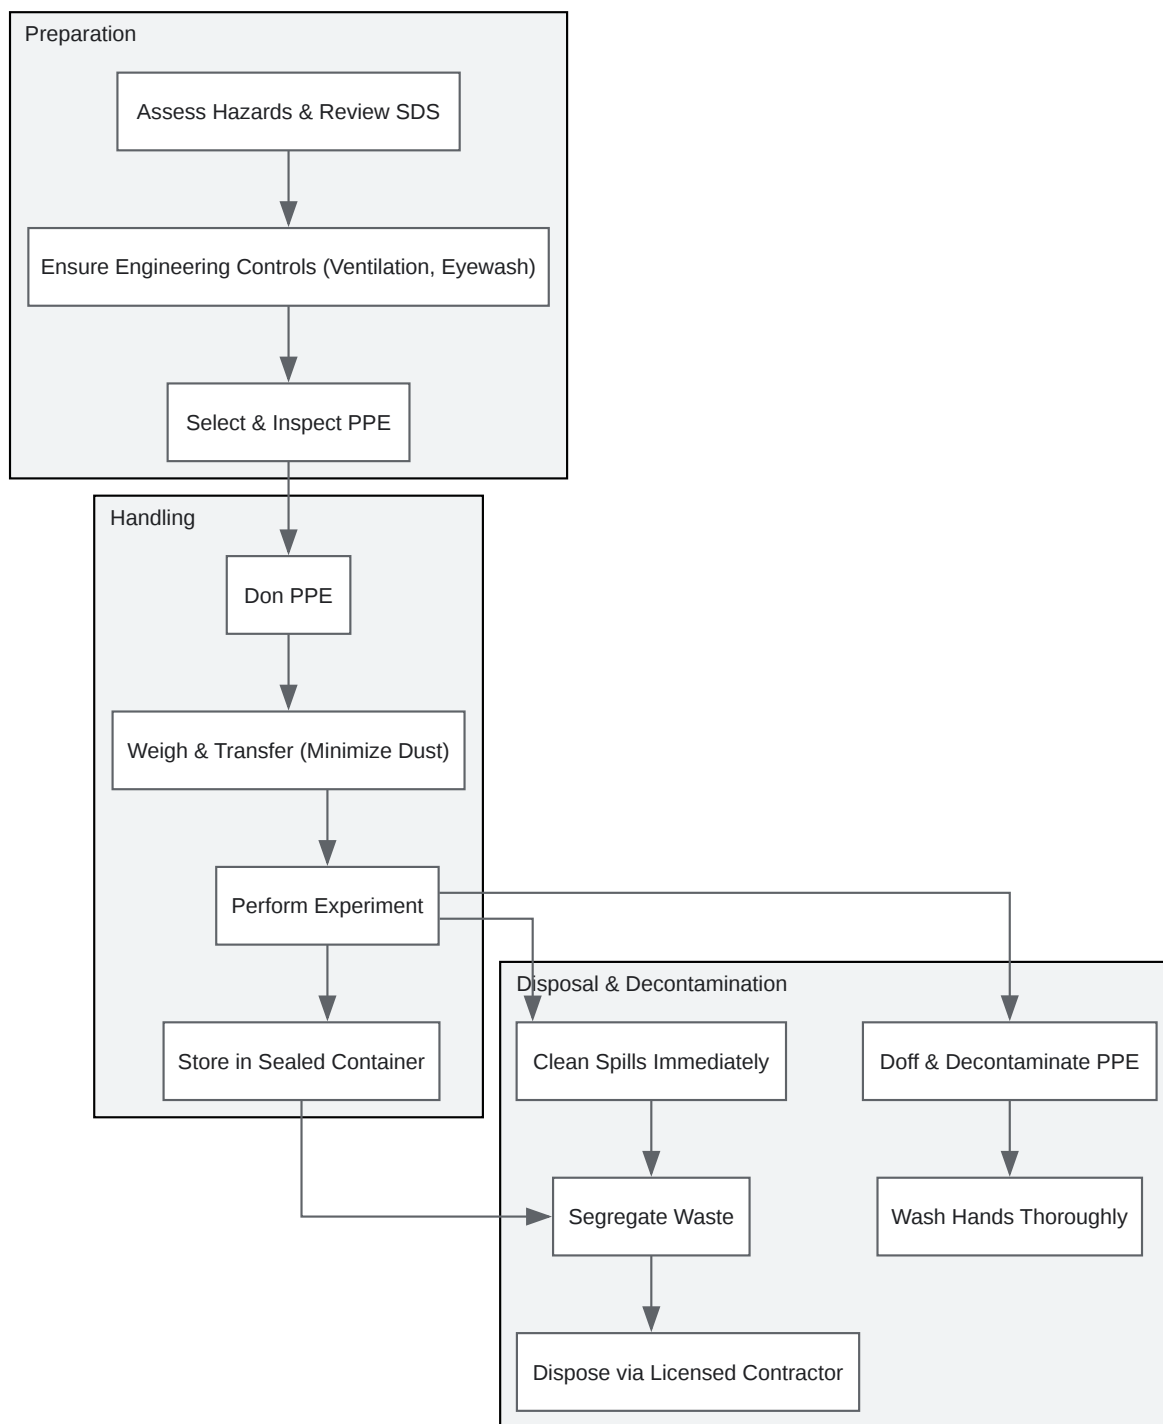 Preparation
Assess Hazards & Review SDS
Ensure Engineering Controls (Ventilation, Eyewash)
Select & Inspect PPE
Handling
Don PPE
Weigh & Transfer (Minimize Dust)
Perform Experiment
Store in Sealed Container
Disposal & Decontamination
Clean Spills Immediately
Doff & Decontaminate PPE
Segregate Waste
Wash Hands Thoroughly
Dispose via Licensed Contractor